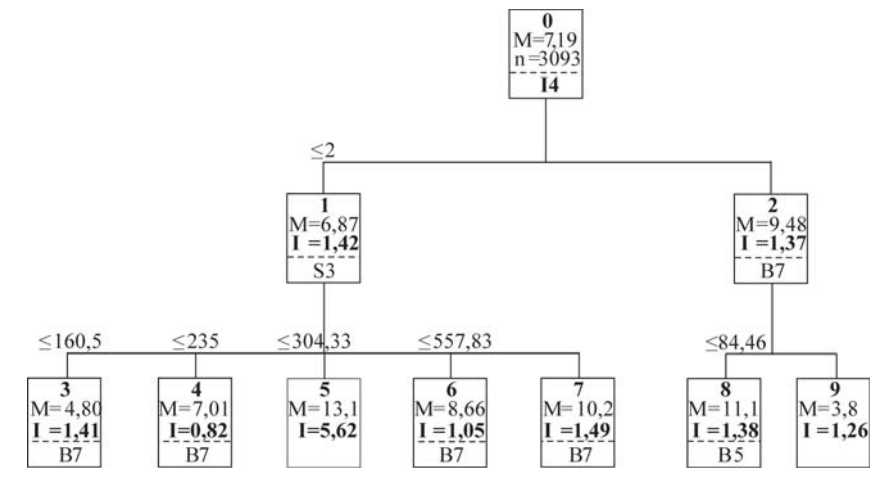 0
M=7,19
n=3093
I4
≤2
1
M=6,87
I =1,42
S3
2
M=9,48
I =1,37
B7
≤160,5
≤235
≤304,33
≤557,83
≤84,46
3
M=4,80
I =1,41
B7
4
M=7,01
I=0,82
B7
5
M=13,1
I=5,62
6
M=8,66
I =1,05
B7
7
M=10,2
I =1,49
B7
8
M=11,1
I =1,38
B5
9
M=3,8
I =1,26